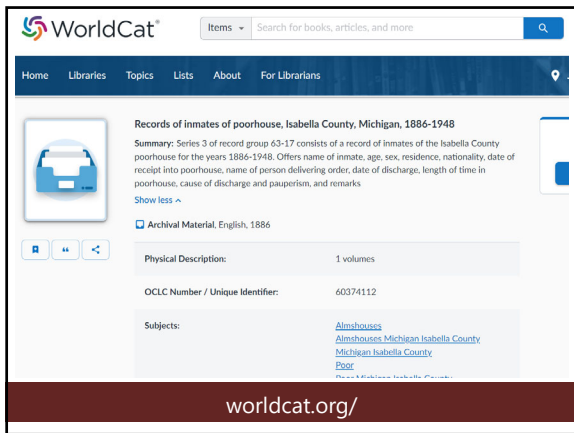 WorldCat®
Items
Search for books, articles, and more
Home Libraries Topics Lists About For Librarians
Records of inmates of poorhouse, Isabella County, Michigan, 1886-1948
Summary: Series 3 of record group 63-17 consists of a record of inmates of the Isabella County
poorhouse for the years 1886-1948. Offers name of inmate, age, sex, residence, nationality, date of
receipt into poorhouse, name of person delivering order, date of discharge, length of time in
poorhouse, cause of discharge and pauperism, and remarks
Show less
Archival Material, English, 1886
Physical Description: 1 volumes
OCLC Number / Unique Identifier: 60374112
Subjects: Almshouses
Almshouses Michigan Isabella County
Michigan Isabella County
Poor
Poor Michigan Isabella County
worldcat.org/